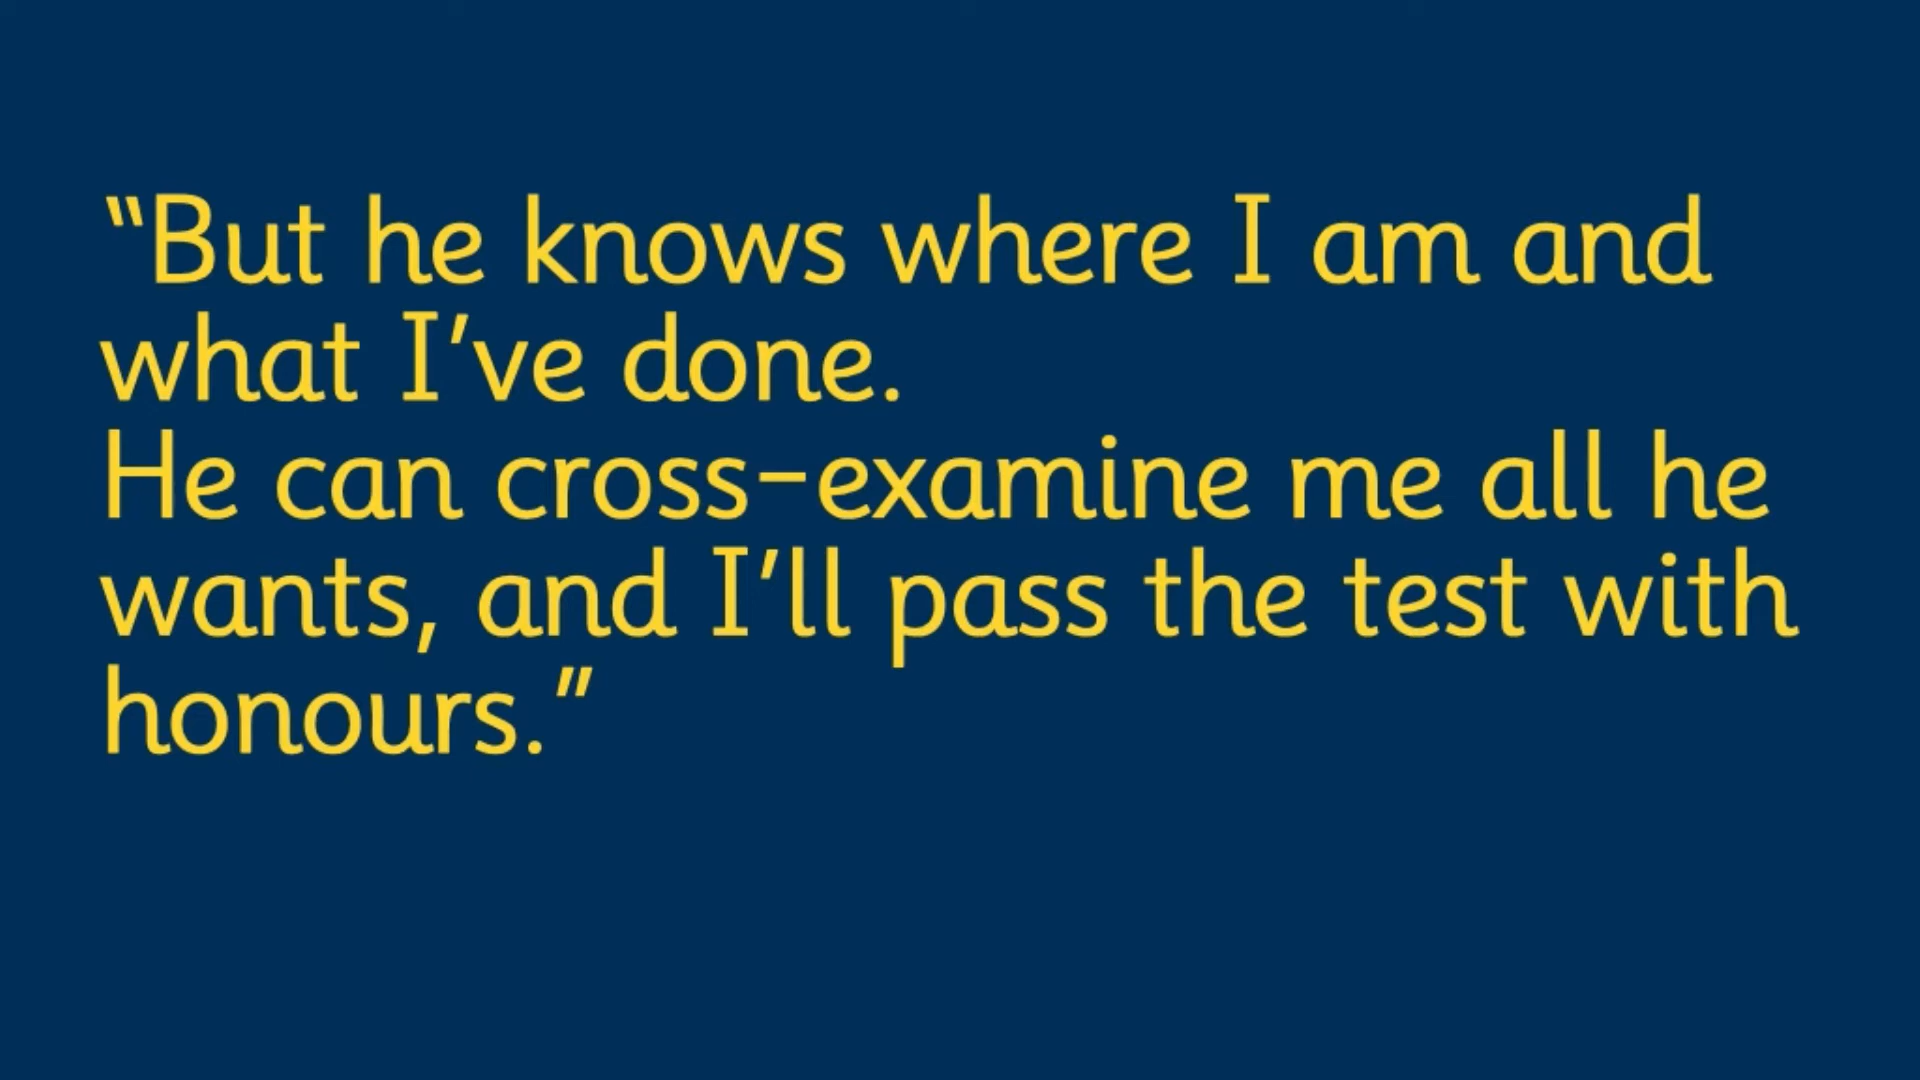 “But he knows where I am and
what I’ve done.
He can cross-examine me all he
wants, and I’ll pass the test with
honours.”